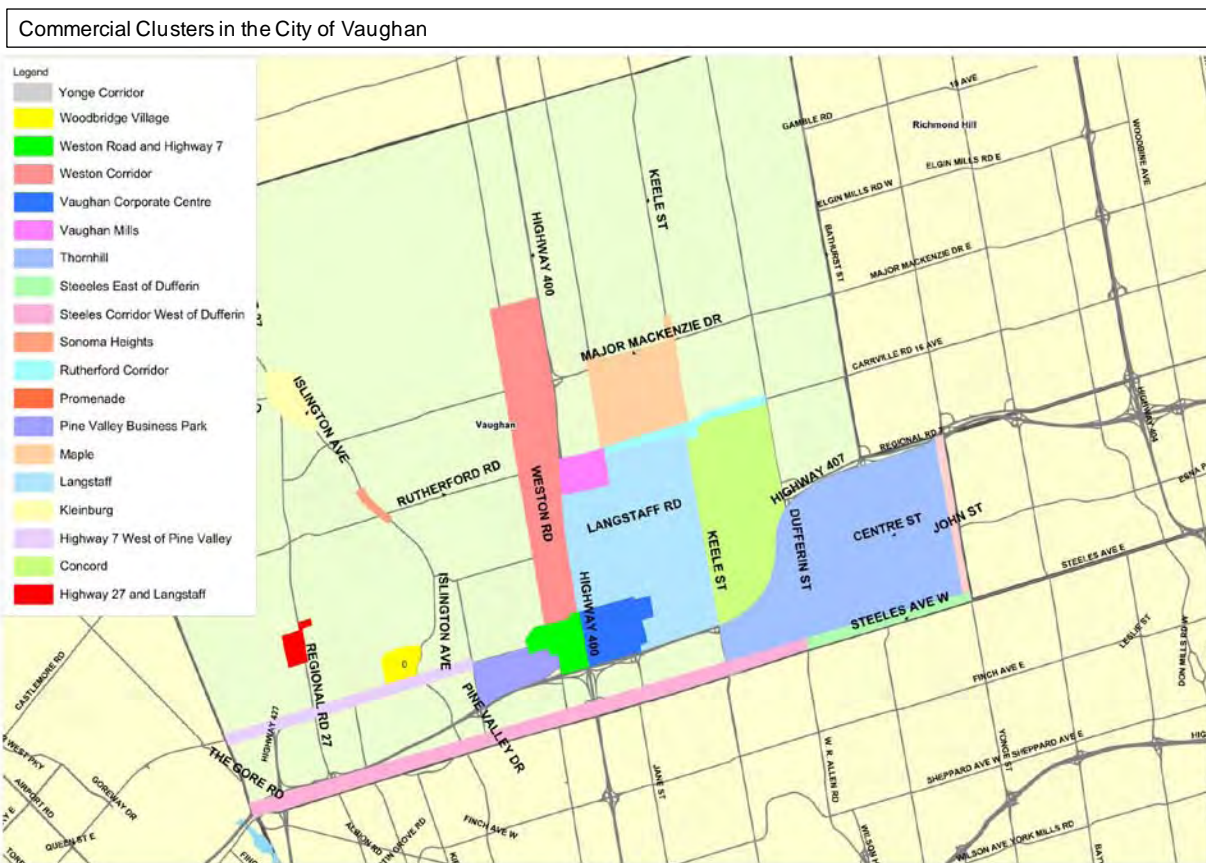 Commercial Clusters in the City of Vaughan
Legend
Yonge Corridor
Woodbridge Village
Weston Road and Highway 7
Weston Corridor
Vaughan Corporate Centre
Vaughan Mills
Thornhill
Steeeles East of Dufferin
Steeles Corridor West of Dufferin
Sonoma Heights
Rutherford Corridor
Promenade
Pine Valley Business Park
Maple
Langstaff
Kleinburg
Highway 7 West of Pine Valley
Concord
Highway 27 and Langstaff
19 AVE
GAMBLE RD
Richmond Hill
WOODBINE AVE
ELGIN MILLS RD E
ELGIN MILLS RD W
KEELE ST
HIGHWAY 400
BATHURST ST
MAJOR MACKENZIE DR E
MAJOR MACKENZIE DR
CARRVILLE RD 16 AVE
ISLINGTON AVE
HIGHWAY 404
Vaughan
REGIONAL RD 7
RUTHERFORD RD
WESTON RD
HIGHWAY 407
LANGSTAFF RD
DUFFERIN ST
CENTRE ST
JOHN ST
KEELE ST
STEELES AVE E
HIGHWAY 400
ISLINGTON AVE
STEELES AVE W
LESLIE ST
DON MILLS RD W
0
REGIONAL RD 27
PINE VALLEY DR
CASTLEMORE RD
FINCH AVE E
HIGHWAY 427
THE GORE RD
YONGE ST
W. R. ALLEN RD
SHEPPARD AVE W
SHEPPARD AVE E
JANE ST
GOREWAY DR
AIRPORT RD
QUEEN ST E
ALBION RD
FINCH AVE W
WILSON AVE
YORK MILLS RD